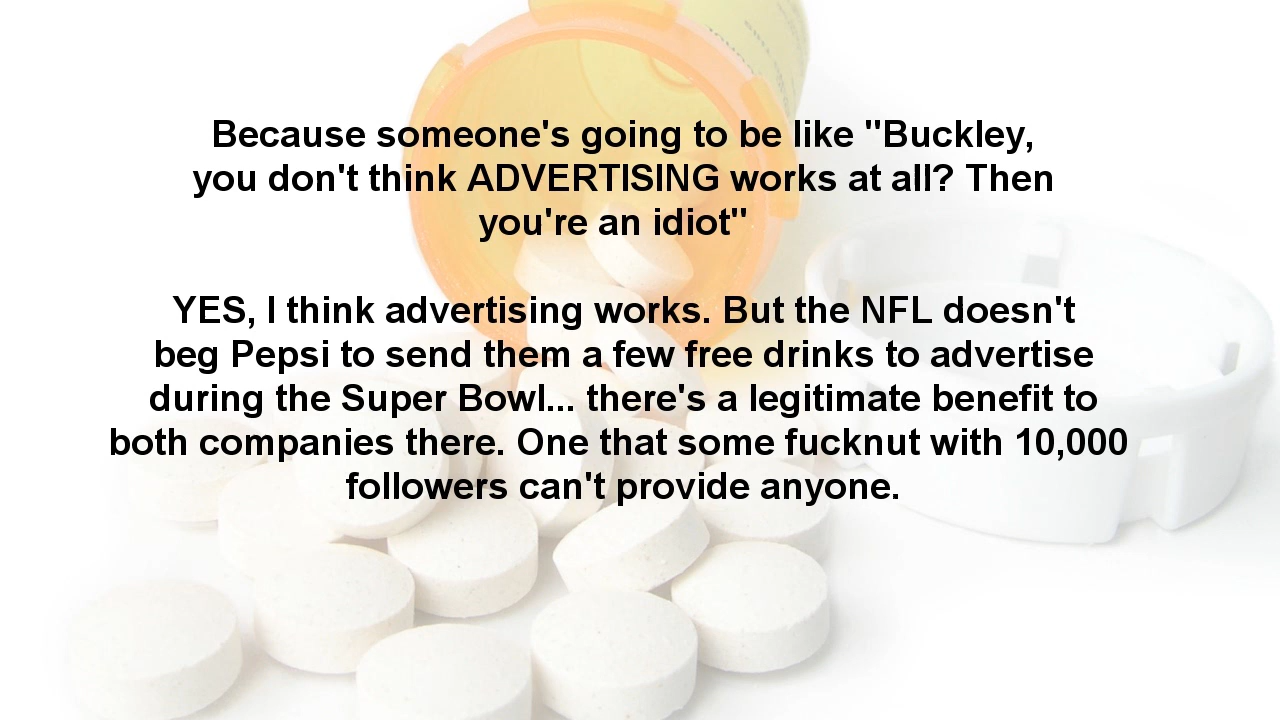 Because someone's going to be like "Buckley,
you don't think ADVERTISING works at all? Then
you're an idiot"
YES, I think advertising works. But the NFL doesn't
beg Pepsi to send them a few free drinks to advertise
during the Super Bowl... there's a legitimate benefit to
both companies there. One that some fucknut with 10,000
followers can't provide anyone.